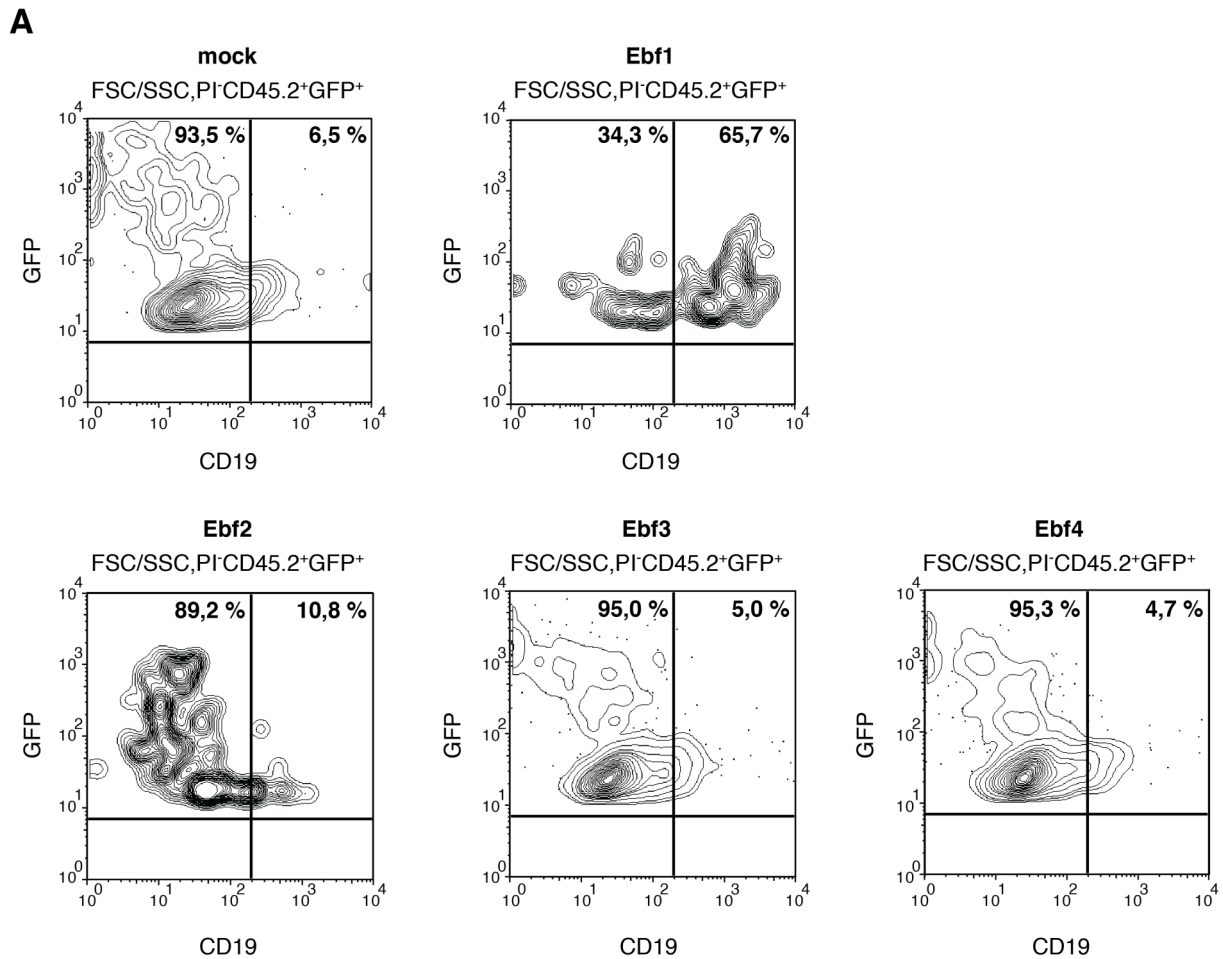 A
mock
FSC/SSC,PI⁻CD45.2⁺GFP⁺
93,5 %
6,5 %
10⁴
10³
10²
10¹
10⁰
GFP
10⁰
10¹
10²
10³
10⁴
CD19
Ebf1
FSC/SSC,PI⁻CD45.2⁺GFP⁺
34,3 %
65,7 %
10⁴
10³
10²
10¹
10⁰
GFP
10⁰
10¹
10²
10³
10⁴
CD19
Ebf2
FSC/SSC,PI⁻CD45.2⁺GFP⁺
89,2 %
10,8 %
10⁴
10³
10²
10¹
10⁰
GFP
10⁰
10¹
10²
10³
10⁴
CD19
Ebf3
FSC/SSC,PI⁻CD45.2⁺GFP⁺
95,0 %
5,0 %
10⁴
10³
10²
10¹
10⁰
GFP
10⁰
10¹
10²
10³
10⁴
CD19
Ebf4
FSC/SSC,PI⁻CD45.2⁺GFP⁺
95,3 %
4,7 %
10⁴
10³
10²
10¹
10⁰
GFP
10⁰
10¹
10²
10³
10⁴
CD19